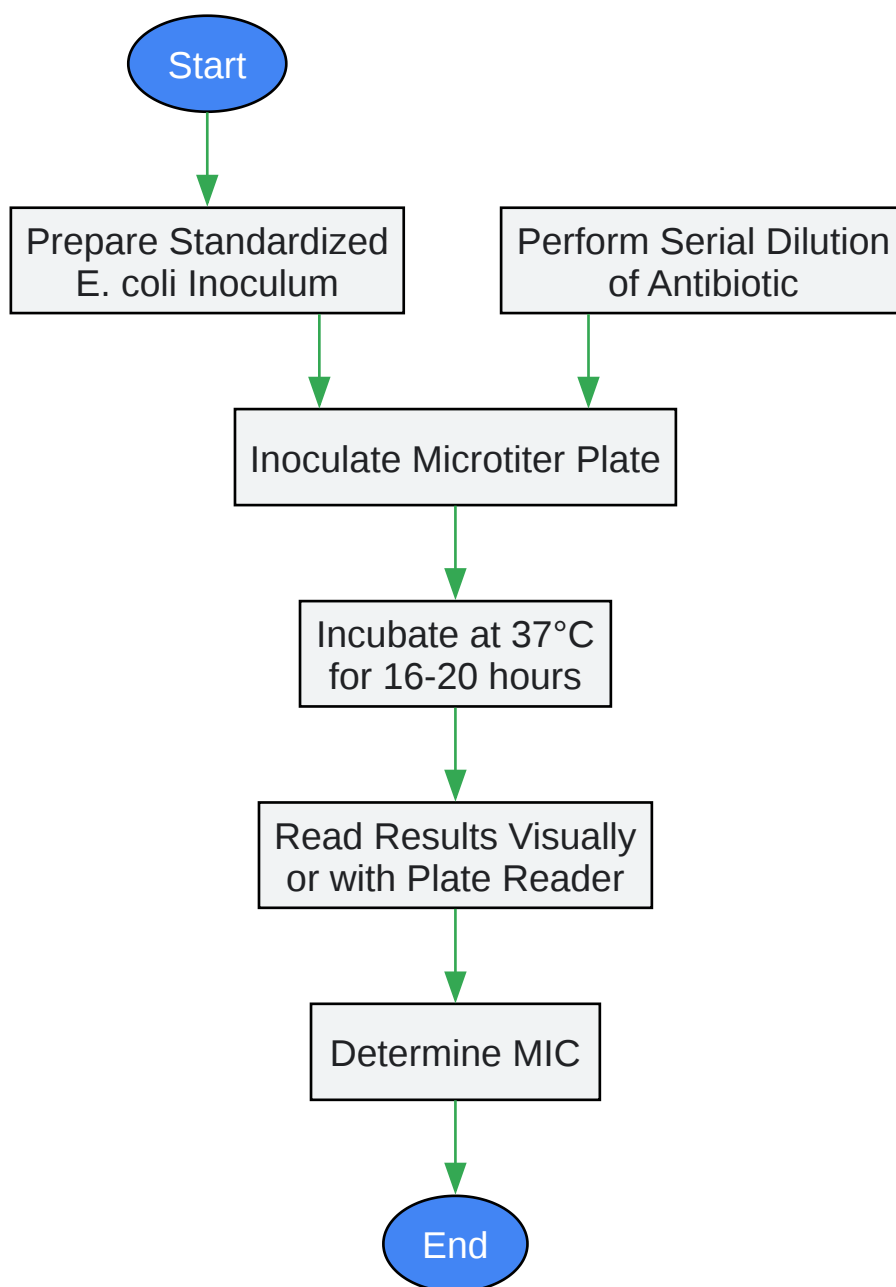 Start
Prepare Standardized
E. coli Inoculum
Perform Serial Dilution
of Antibiotic
Inoculate Microtiter Plate
Incubate at 37°C
for 16-20 hours
Read Results Visually
or with Plate Reader
Determine MIC
End